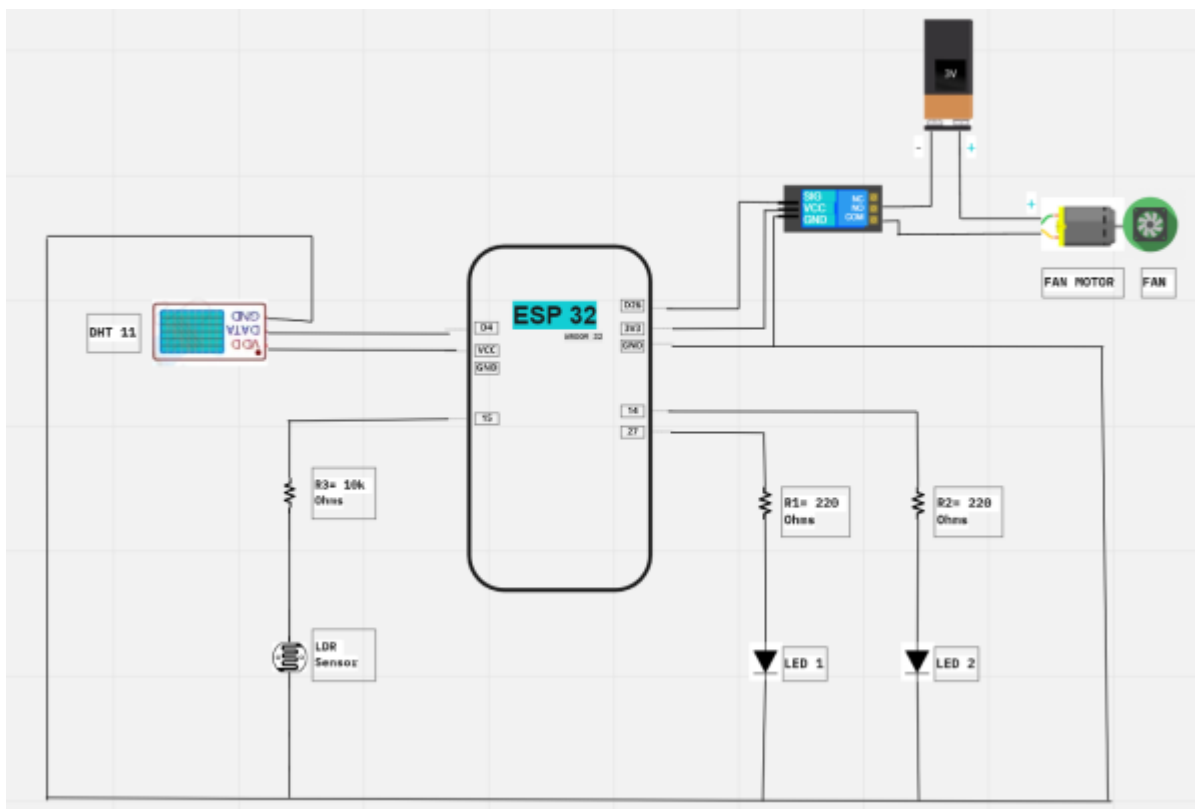 3V
-
+
SIG
VCC
GND
NC
NO
COM
+
FAN MOTOR
FAN
DHT 11
GND
DATA
VDD
ESP 32
WROOM 32
D4
VCC
GND
15
D26
3V3
GND
14
27
R3= 10k
Ohms
R1= 220
Ohms
R2= 220
Ohms
LDR
Sensor
LED 1
LED 2